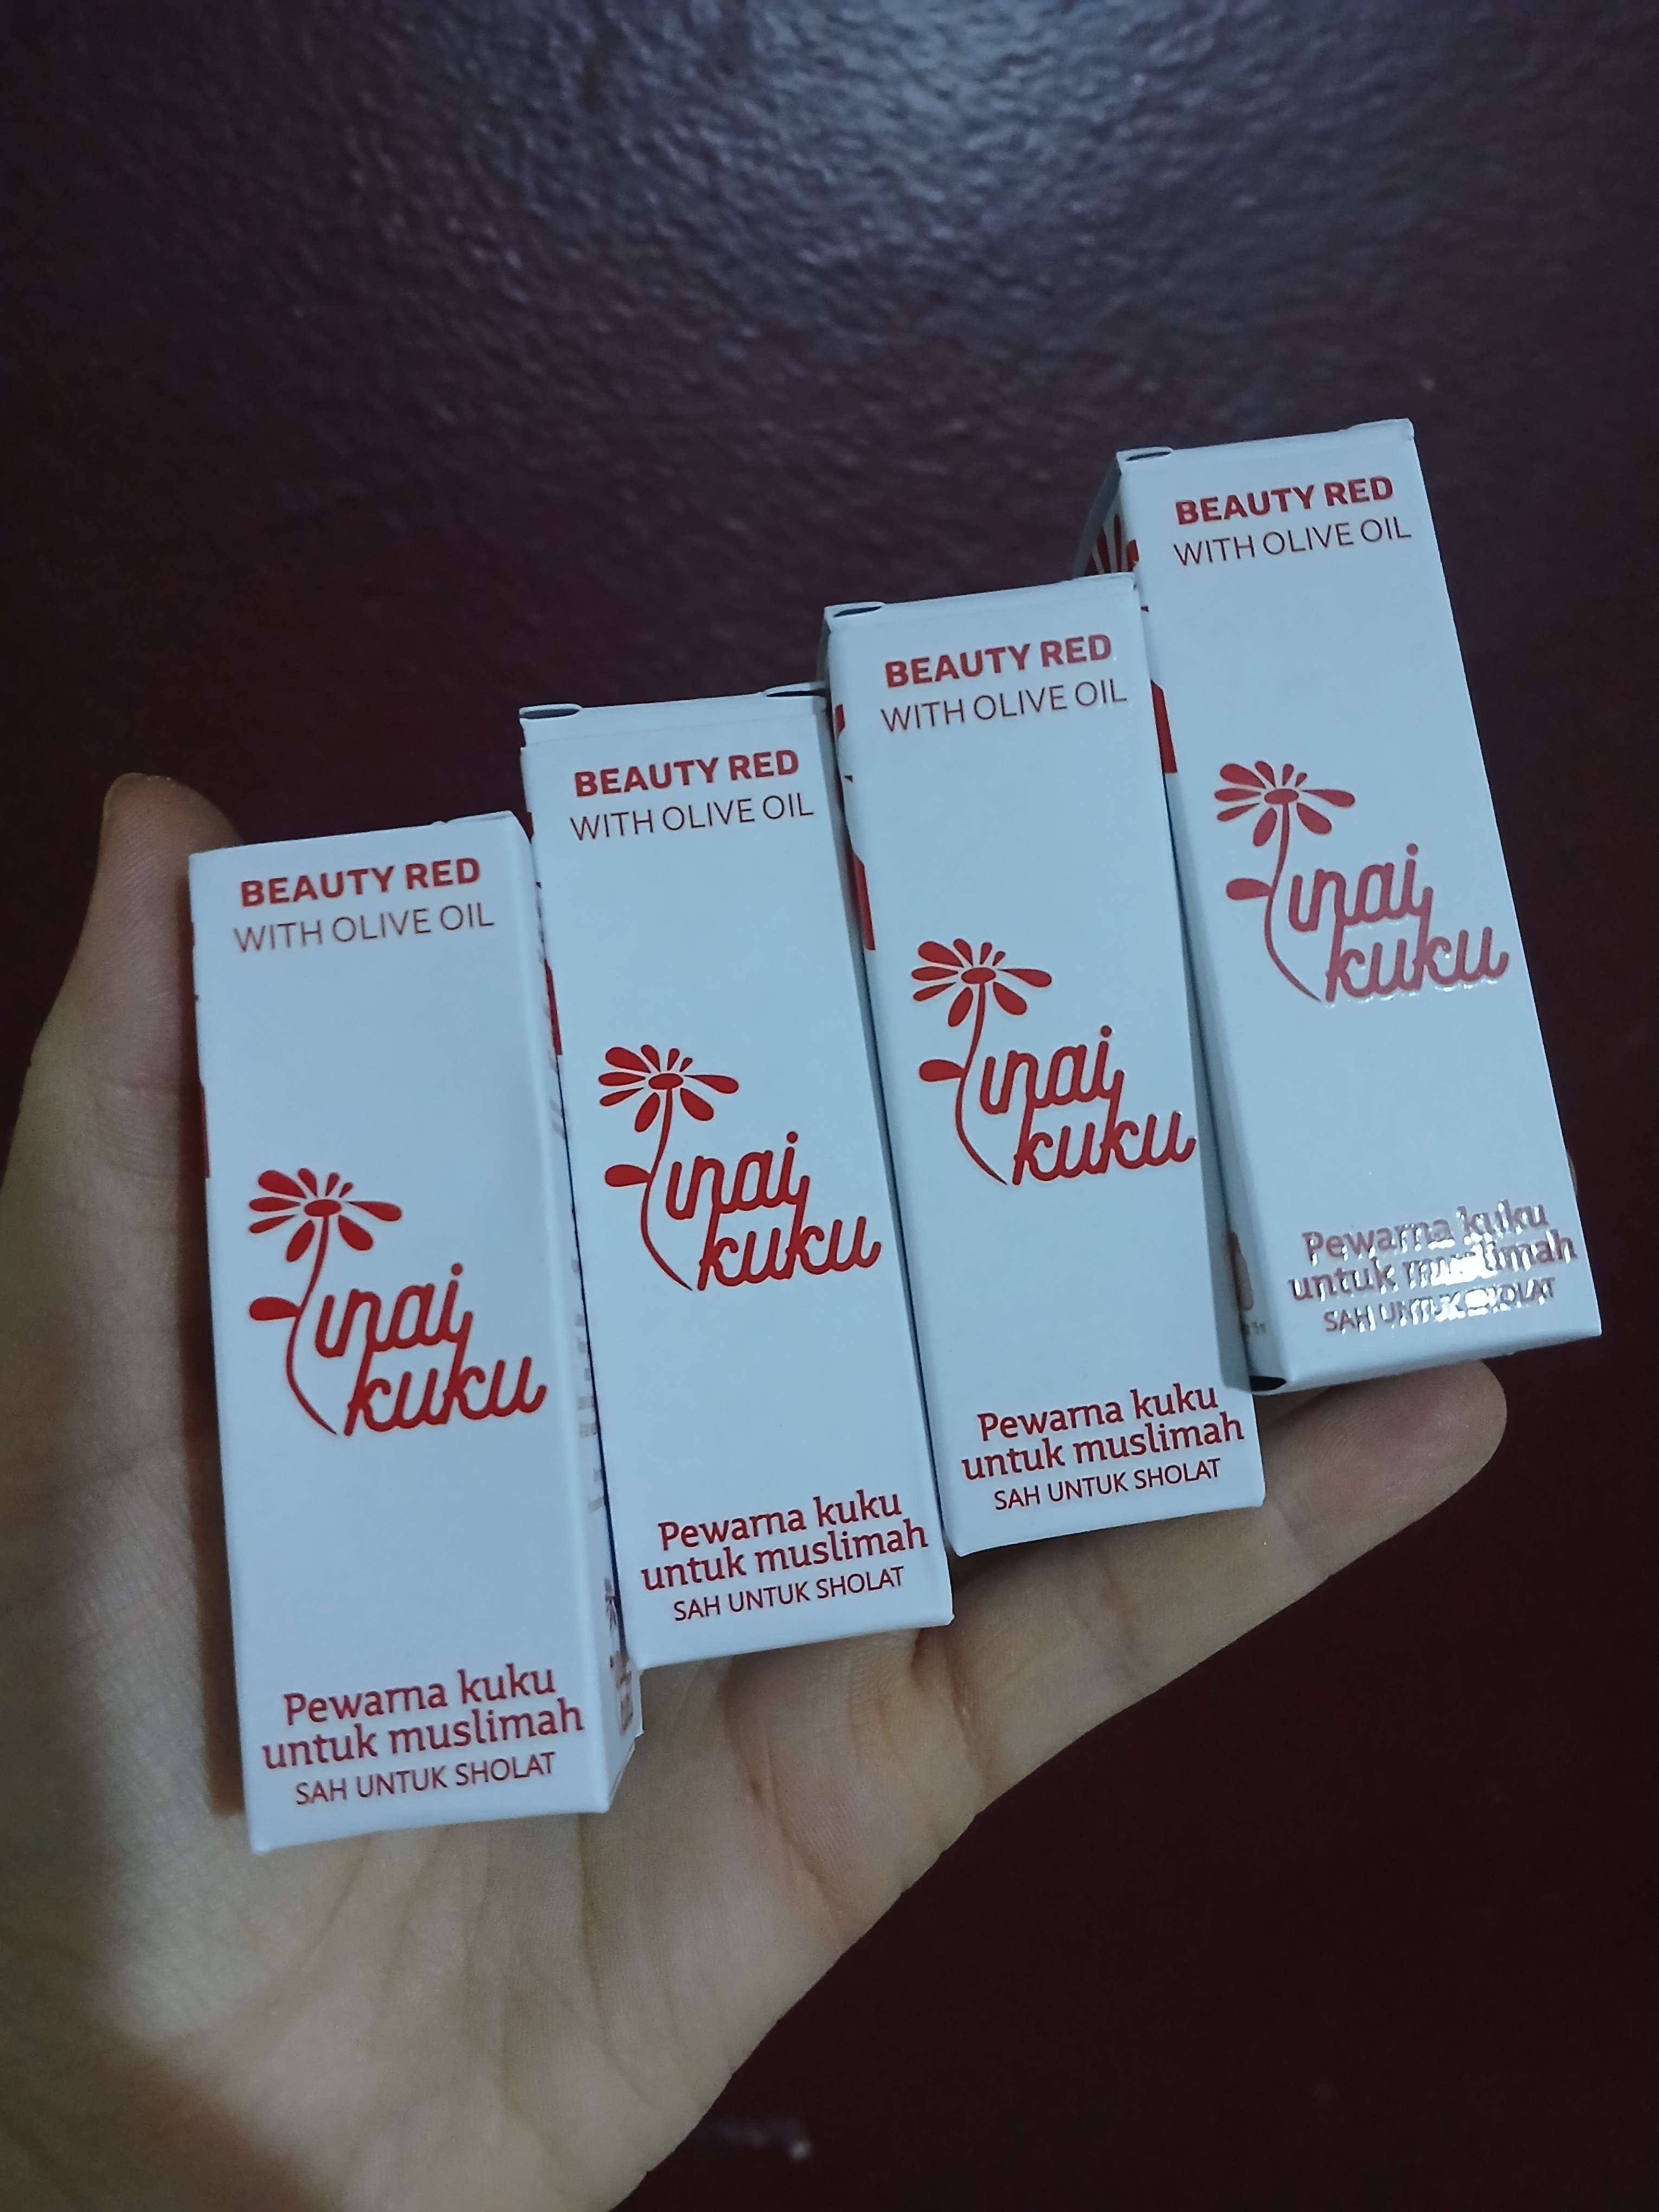 BEAUTY RED
WITH OLIVE OIL
inai
kuku
Pewarna kuku
untuk muslimah
SAH UNTUK SHOLAT
BEAUTY RED
WITH OLIVE OIL
inai
kuku
Pewarna kuku
untuk muslimah
SAH UNTUK SHOLAT
BEAUTY RED
WITH OLIVE OIL
inai
kuku
Pewarna kuku
untuk muslimah
SAH UNTUK SHOLAT
BEAUTY RED
WITH OLIVE OIL
inai
kuku
Pewarna kuku
untuk muslimah
SAH UNTUK SHOLAT